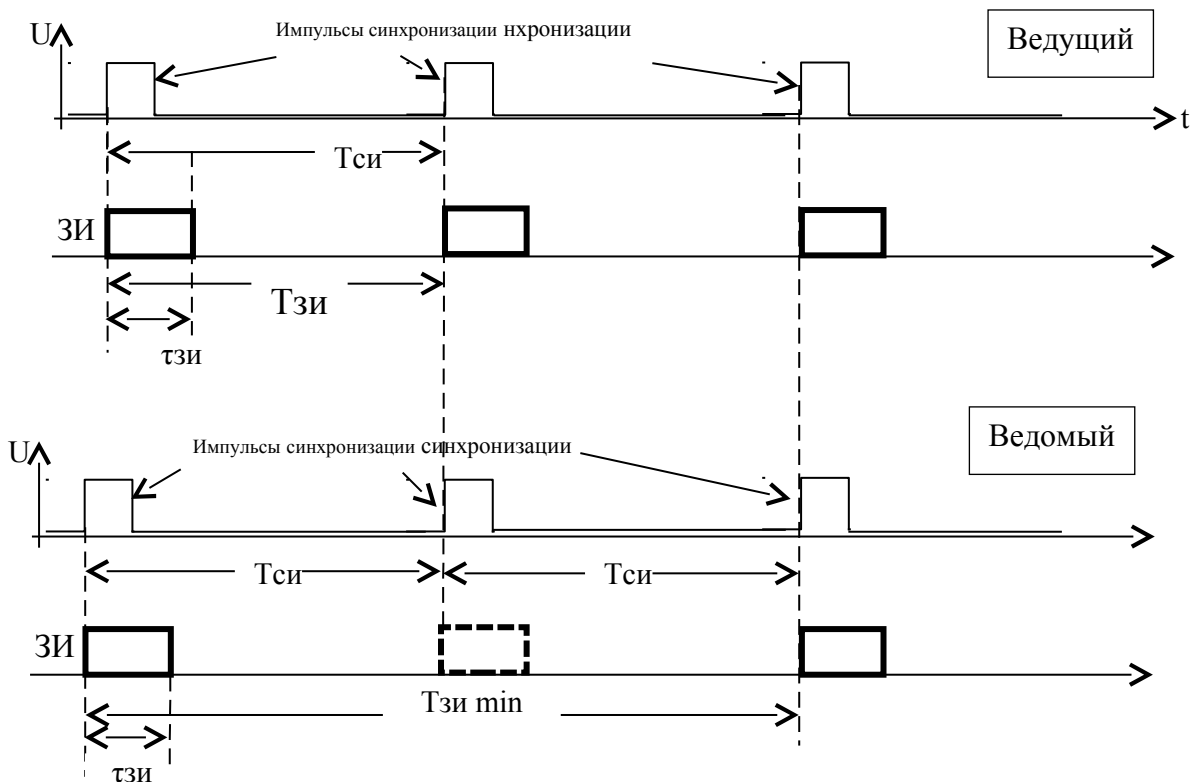 U
Импульсы синхронизации нхронизации
Ведущий
t
Тси
ЗИ
Тзи
τзи
Ведомый
U
Импульсы синхронизации синхронизации
Тси
Тси
ЗИ
Тзи min
τзи